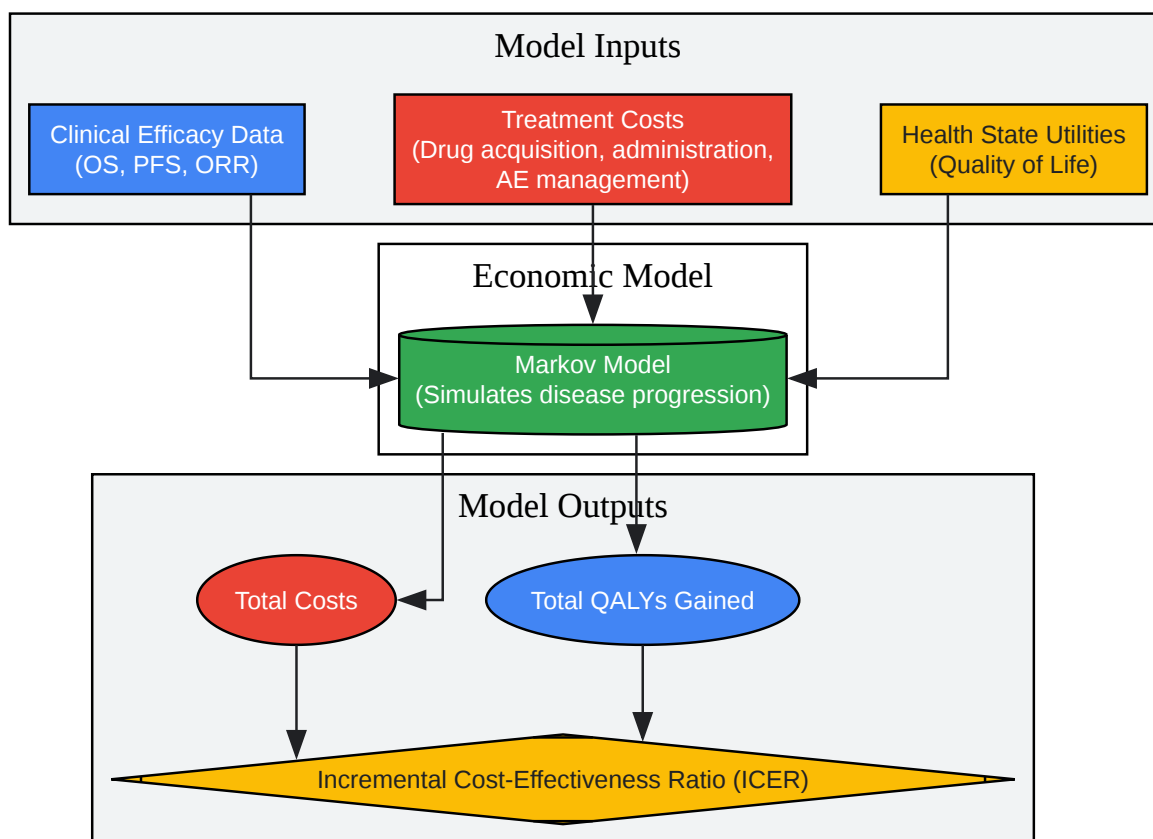 Model Inputs
Clinical Efficacy Data
(OS, PFS, ORR)
Treatment Costs
(Drug acquisition, administration,
AE management)
Health State Utilities
(Quality of Life)
Economic Model
Markov Model
(Simulates disease progression)
Model Outputs
Total Costs
Total QALYs Gained
Incremental Cost-Effectiveness Ratio (ICER)